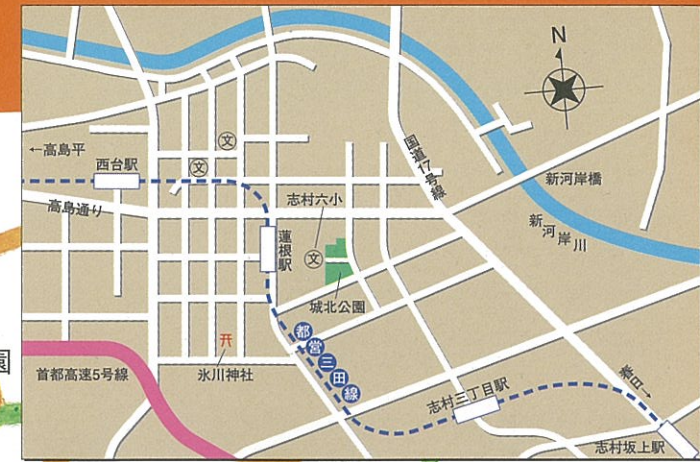 N
←高島平
西台駅
文
文
国道17号線
新河岸橋
志村六小
高島通り
新河岸川
蓮根駅
文
城北公園
都営三田線
園
首都高速5号線
氷川神社
志村三丁目駅
春日→
志村坂上駅